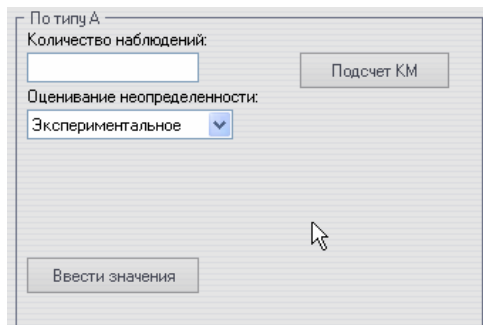 По типу А
Количество наблюдений:
Подсчет КМ
Оценивание неопределенности:
Экспериментальное
Ввести значения